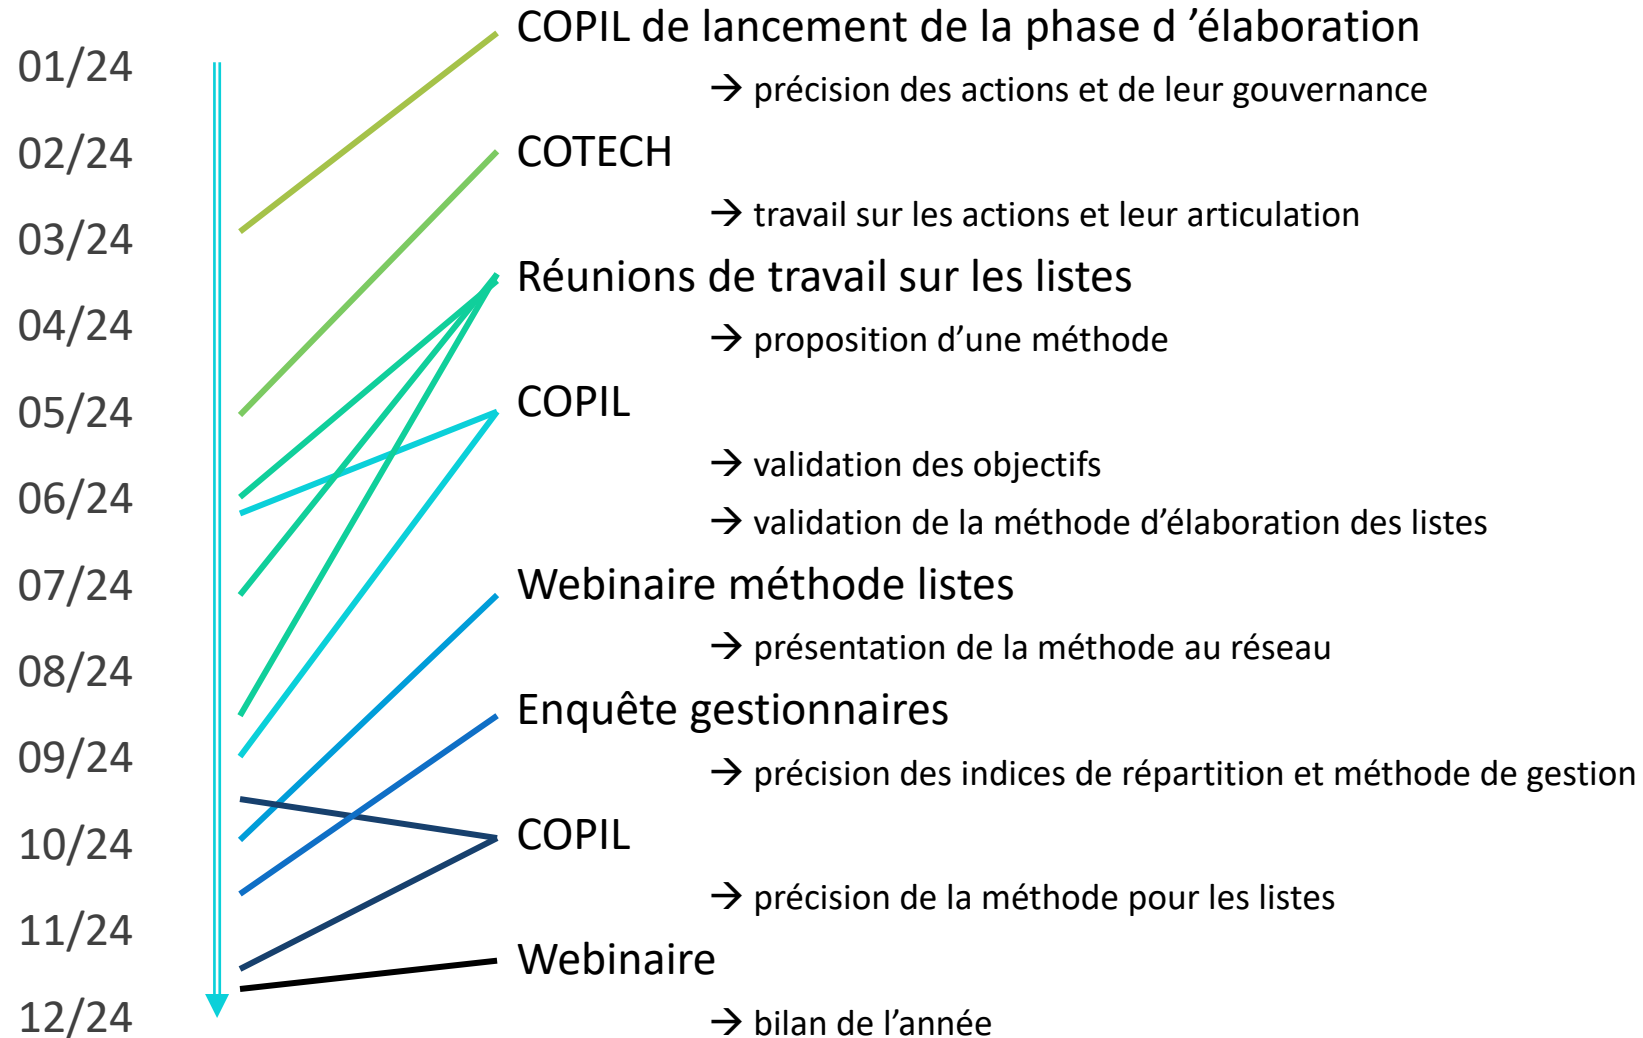 COPIL de lancement de la phase d ’élaboration
01/24
→ précision des actions et de leur gouvernance
02/24
COTECH
→ travail sur les actions et leur articulation
03/24
Réunions de travail sur les listes
04/24
→ proposition d’une méthode
05/24
COPIL
→ validation des objectifs
06/24
→ validation de la méthode d’élaboration des listes
07/24
Webinaire méthode listes
→ présentation de la méthode au réseau
08/24
Enquête gestionnaires
09/24
→ précision des indices de répartition et méthode de gestion
10/24
COPIL
→ précision de la méthode pour les listes
11/24
Webinaire
12/24
→ bilan de l’année